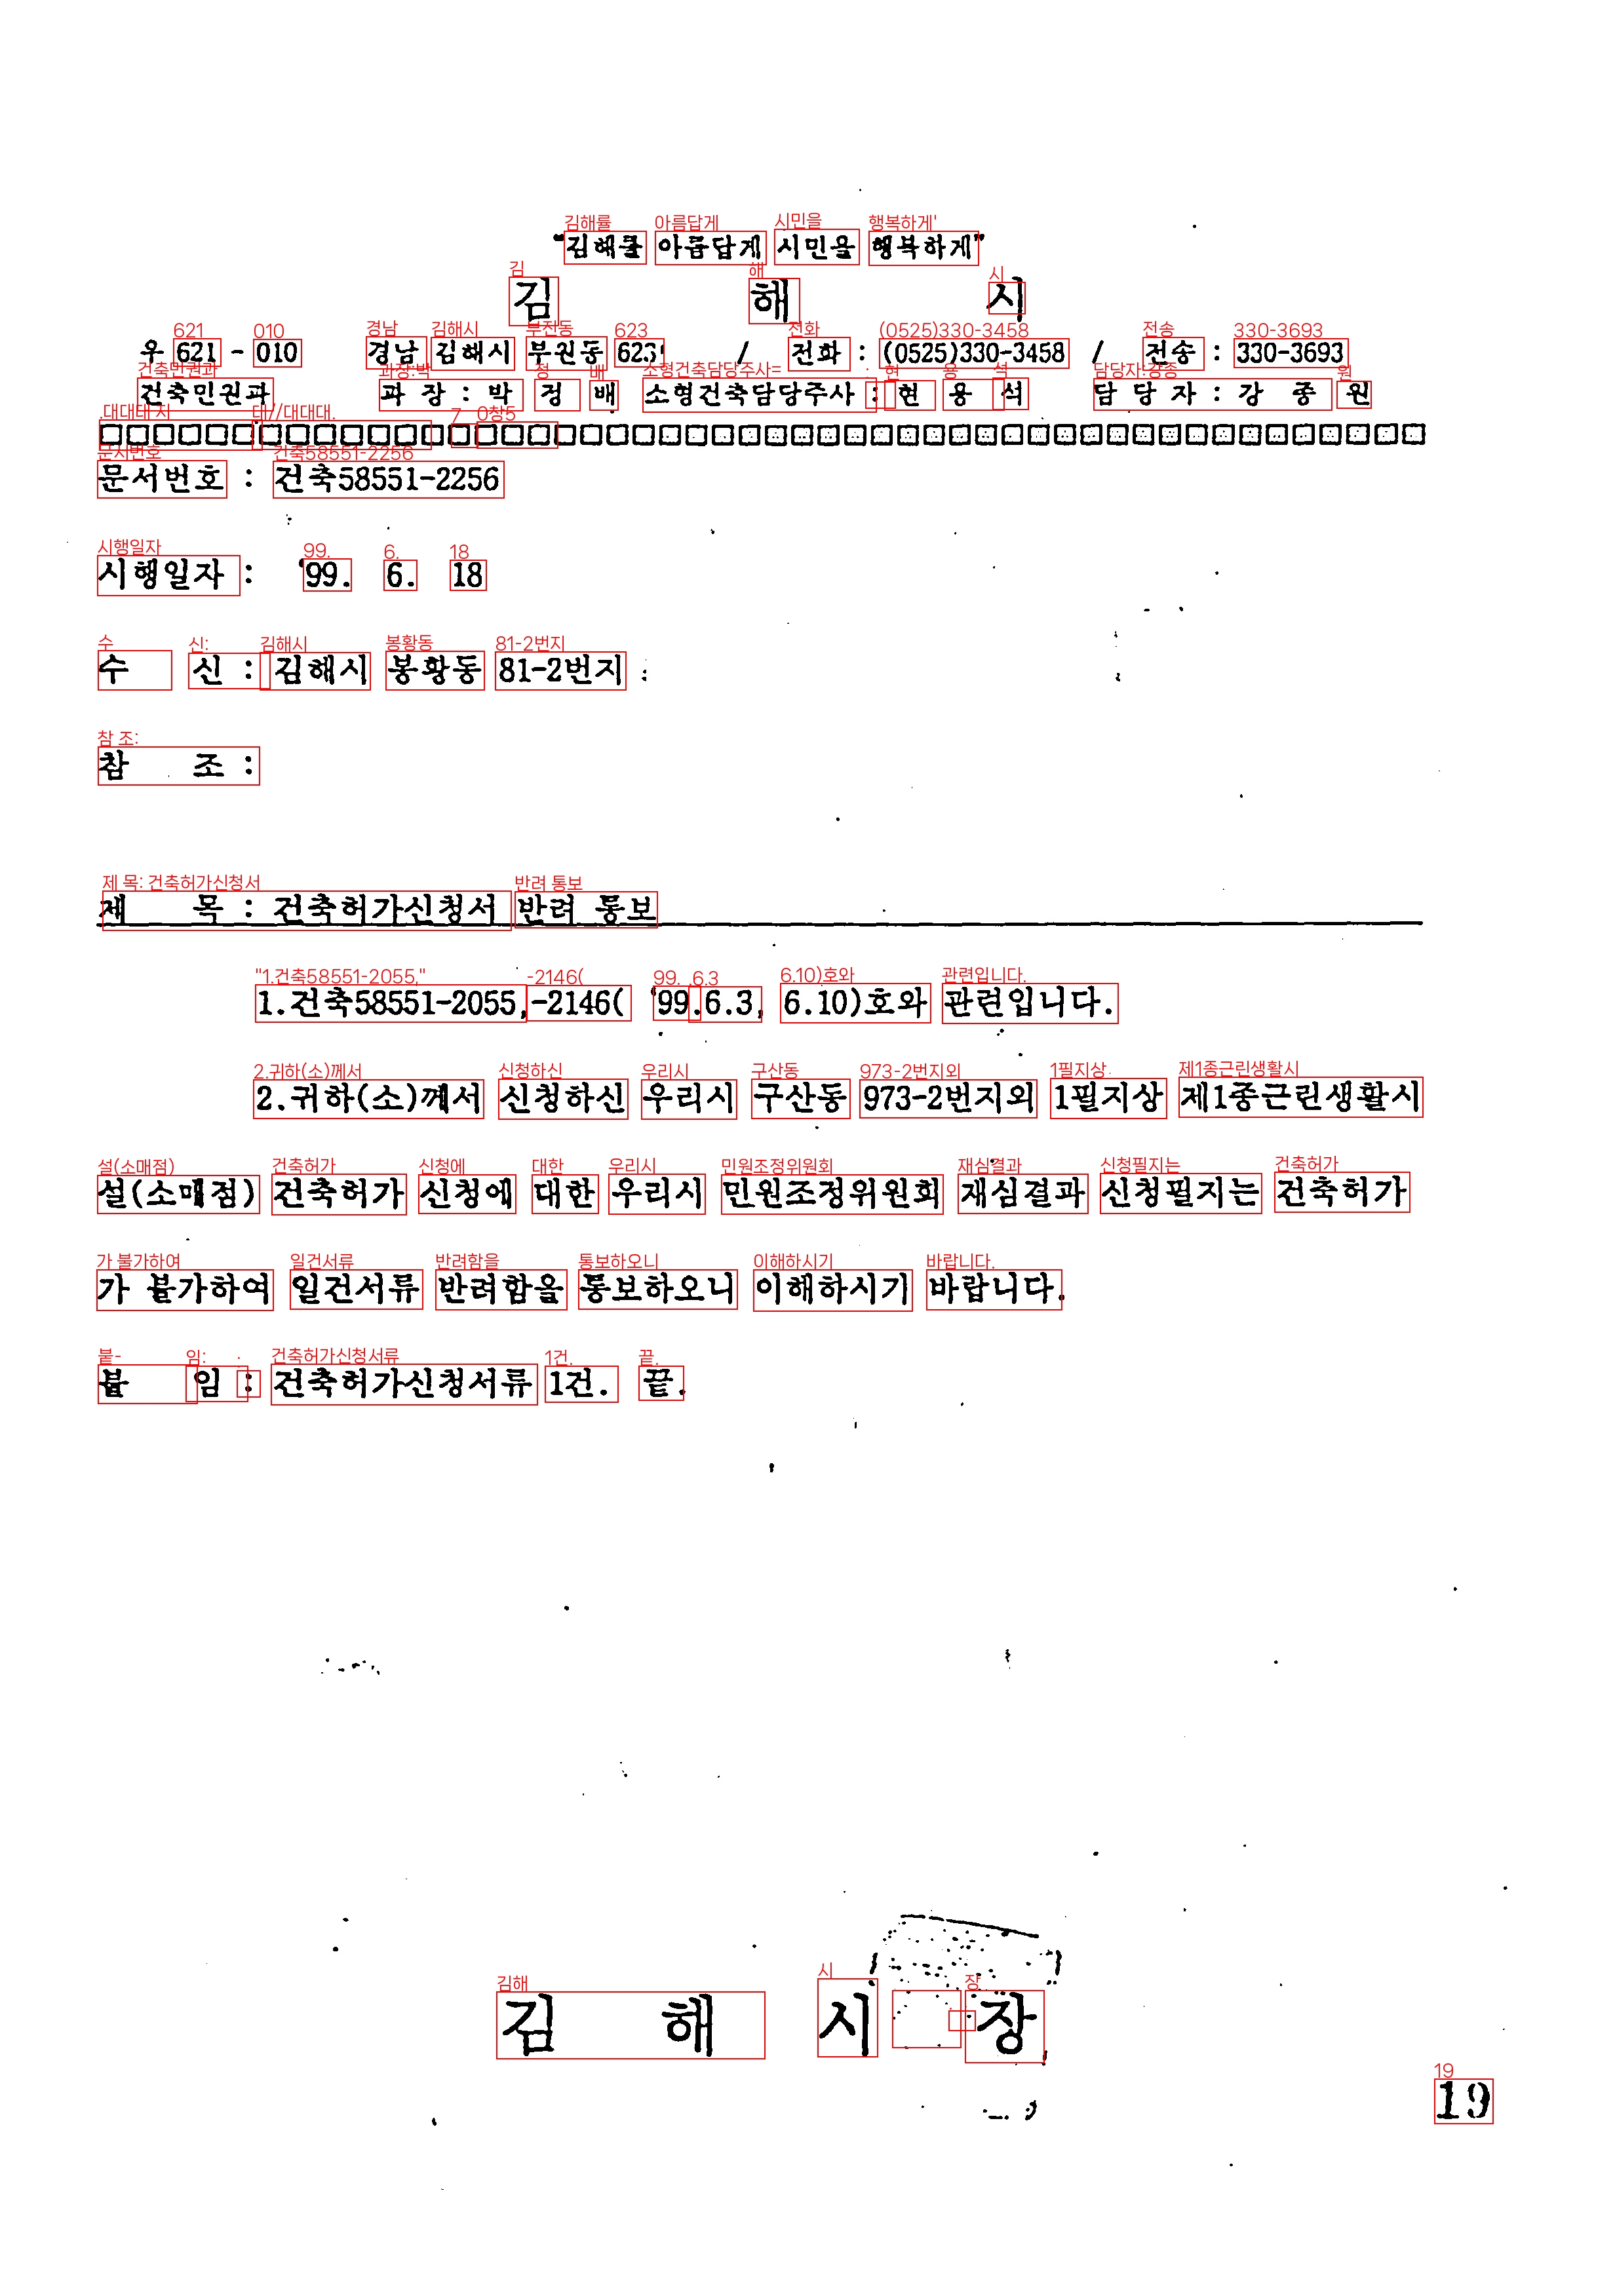 "김해를 아름답게 시민을 행복하게"
김 해 시
우 621 - 010 경남 김해시 부원동 623 / 전화 : (0525)330-3458 / 전송 : 330-3693
건축민원과 과 장 : 박 정 배 소형건축담당주사 : 현 용 석 담 당 자 : 강 종 원
□□□□□□□□□□□□□□□□□□□□□□□□□□□□□□□□□□□□□□□□□□□□□□□□□□
문서번호 : 건축58551-2256
시행일자 : '99. 6. 18
수 신 : 김해시 봉황동 81-2번지
참 조 :
제 목 : 건축허가신청서 반려 통보
1.건축58551-2055,-2146( '99.6.3, 6.10)호와 관련입니다.
2.귀하(소)께서 신청하신 우리시 구산동 973-2번지외 1필지상 제1종근린생활시
설(소매점) 건축허가 신청에 대한 우리시 민원조정위원회 재심결과 신청필지는 건축허가
가 불가하여 일건서류 반려함을 통보하오니 이해하시기 바랍니다.
붙 임 : 건축허가신청서류 1건. 끝.
김 해 시 장
19